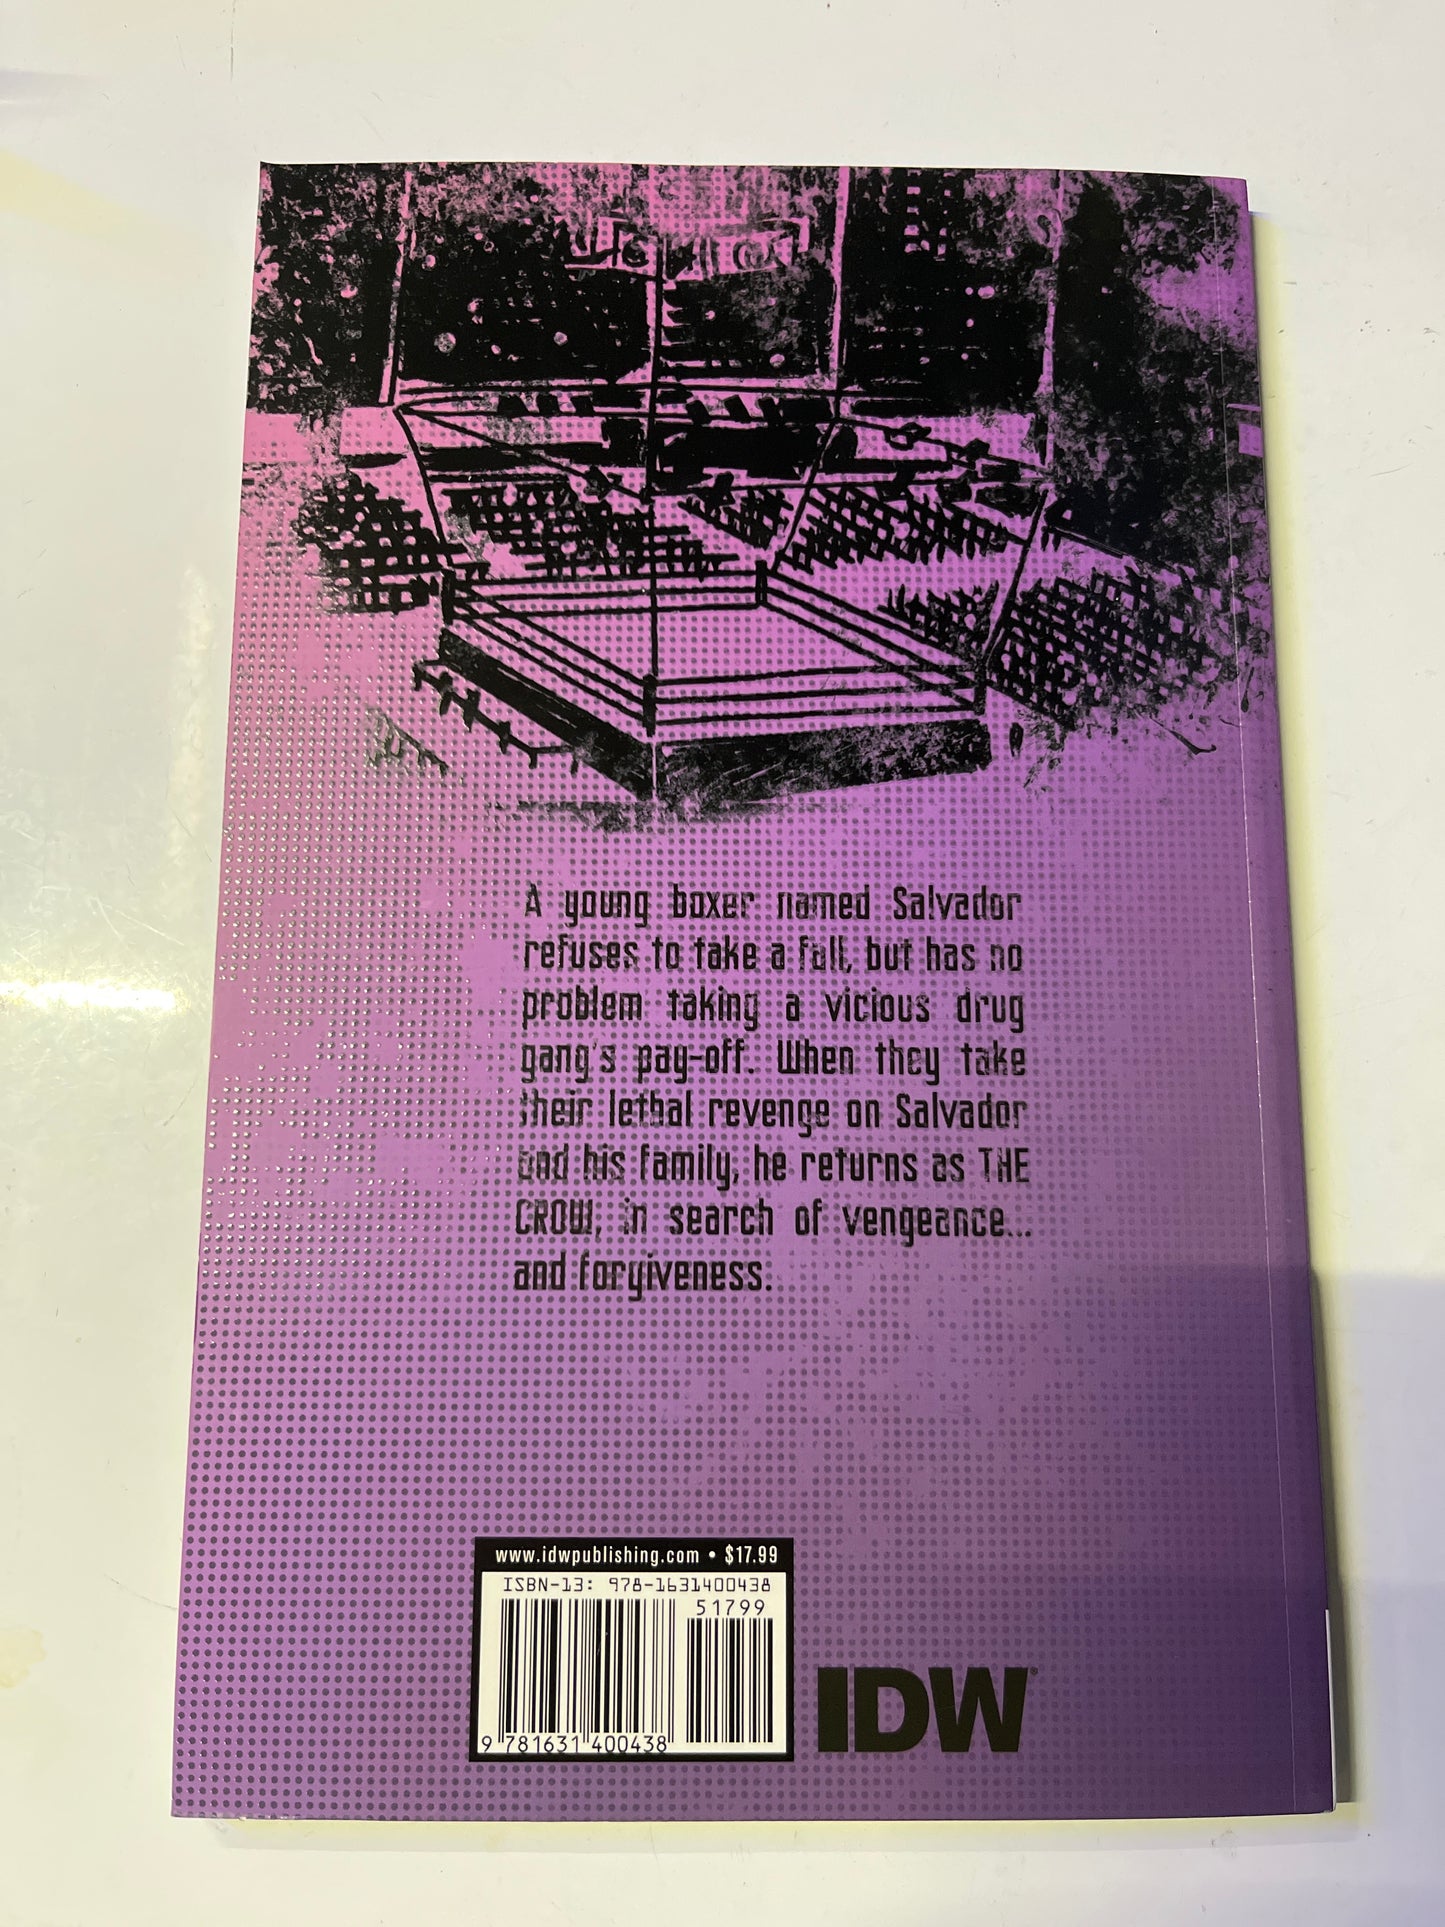 A young boxer named Salvador
refuses to take a fall, but has no
problem taking a vicious drug
gang's pay-off. When they take
their lethal revenge on Salvador
and his family, he returns as THE
CROW, in search of vengeance...
and forgiveness.
www.idwpublishing.com • $17.99
ISBN-13: 978-1631400438
51799
9 781631 400438
IDW®